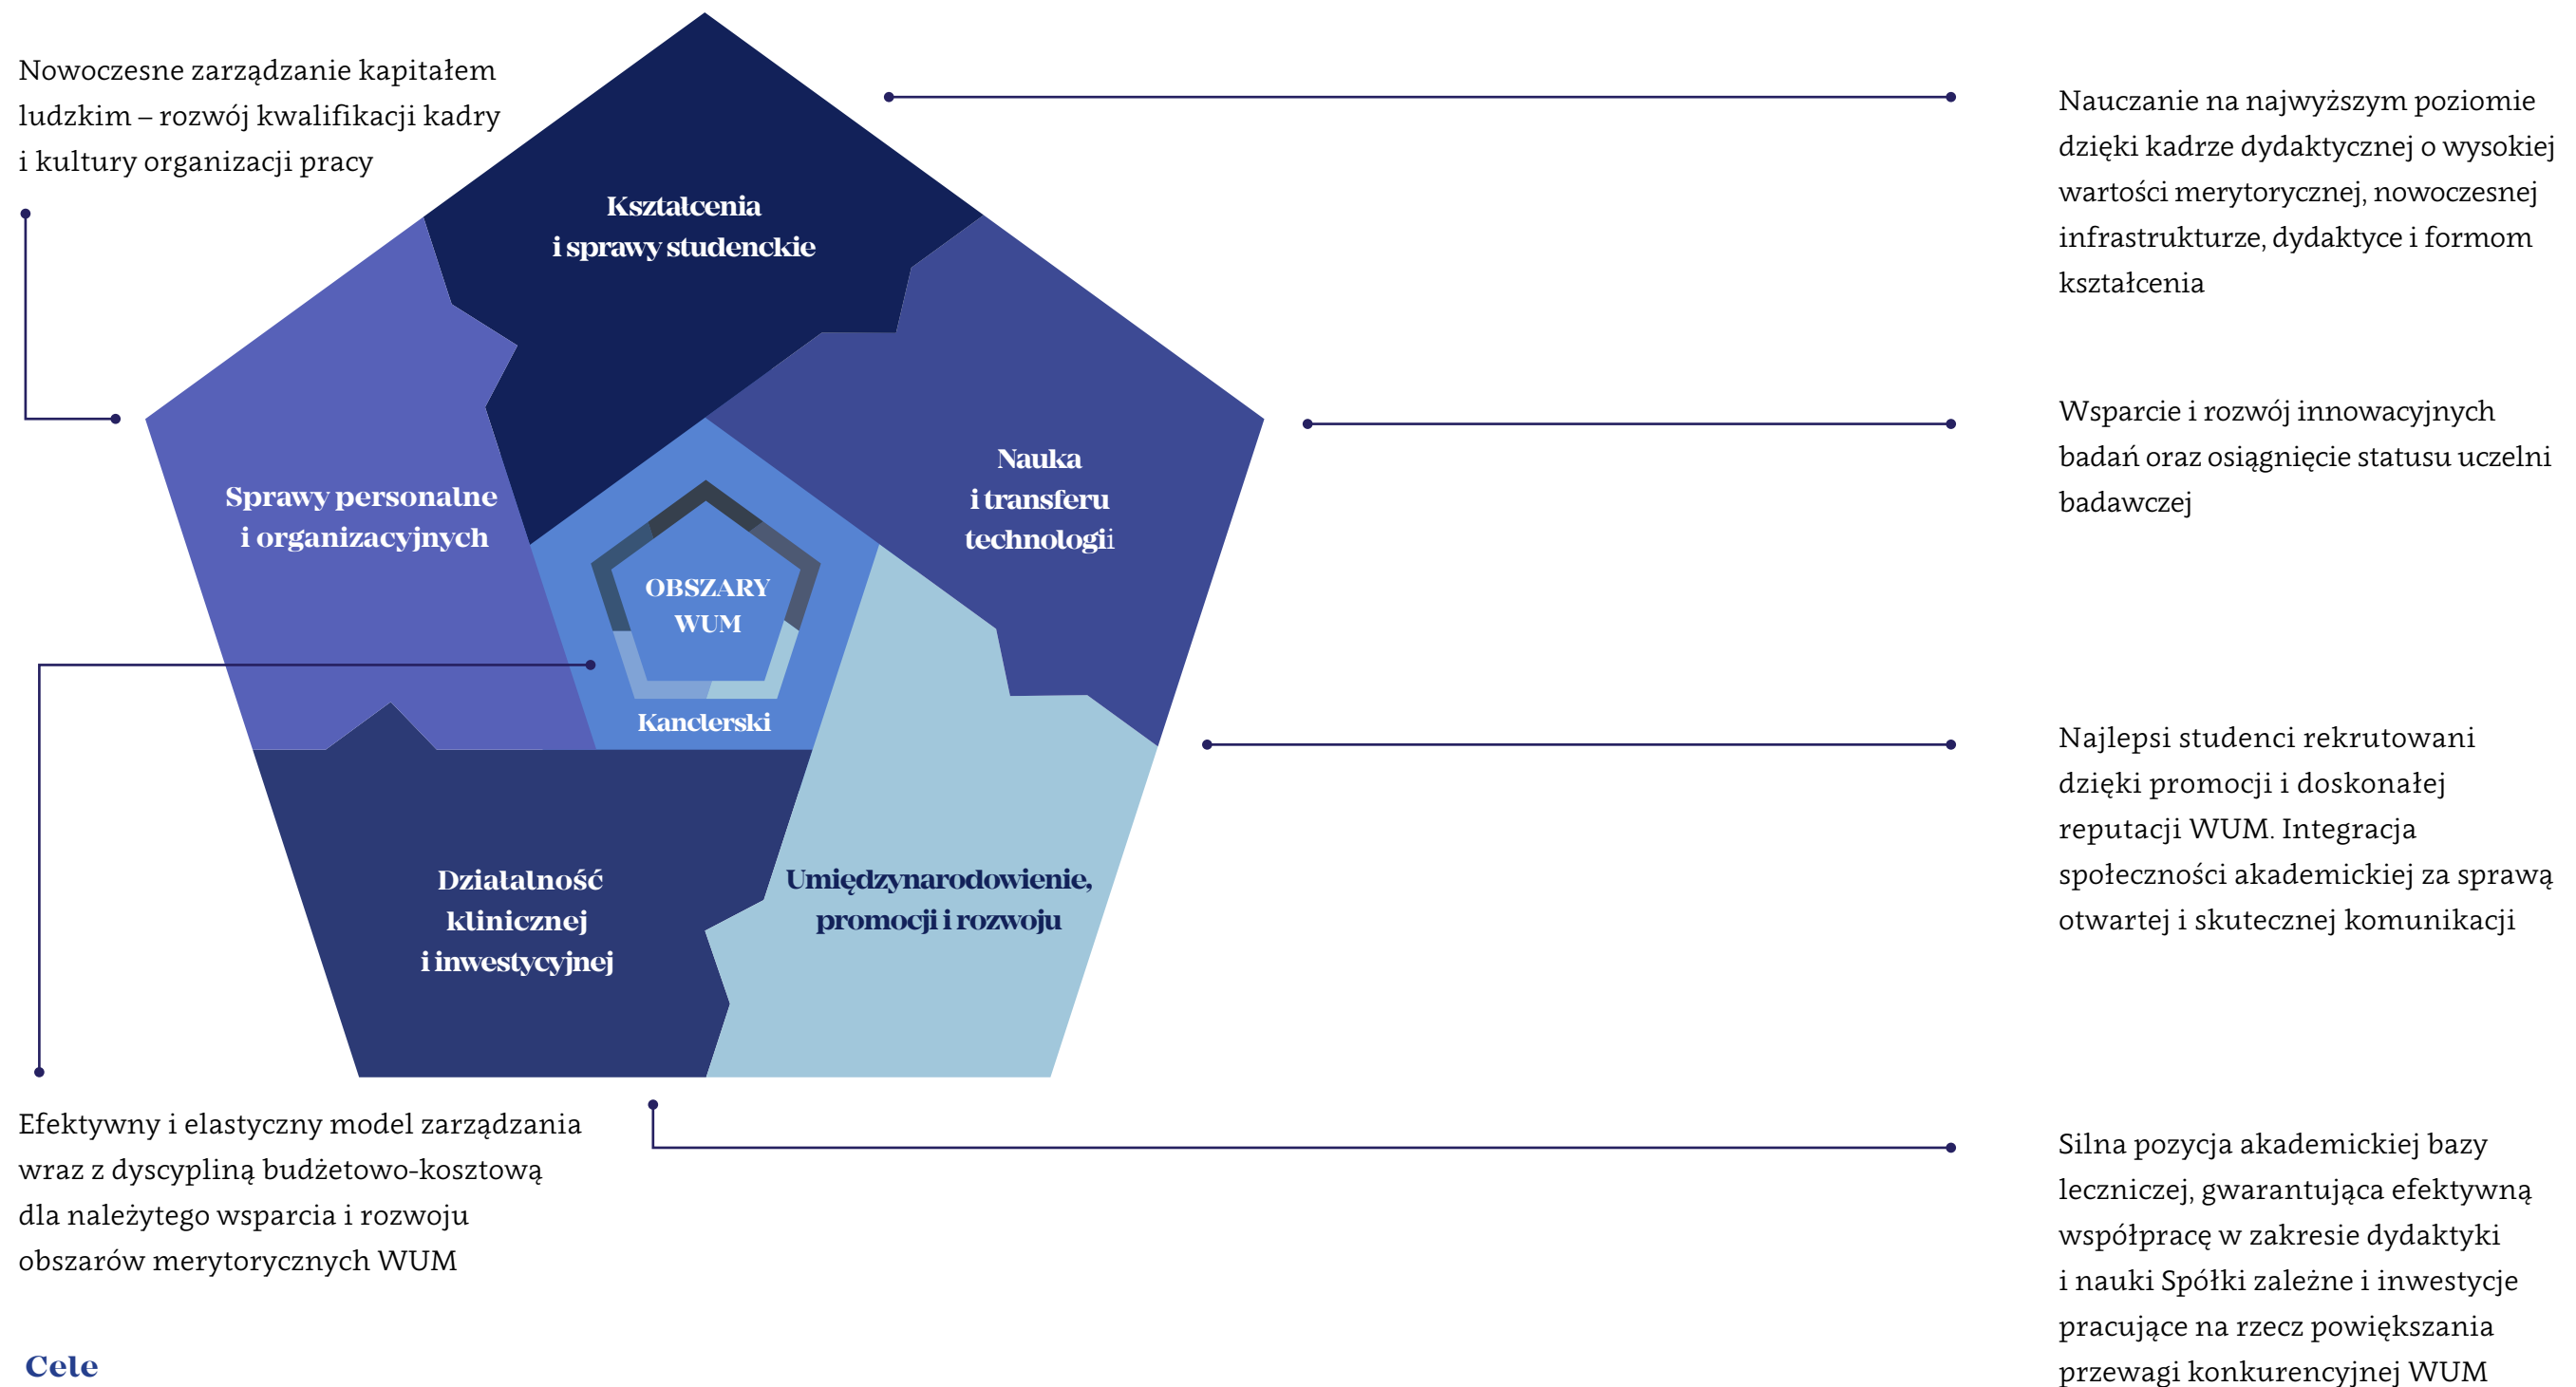 Nowoczesne zarządzanie kapitałem
ludzkim – rozwój kwalifikacji kadry
i kultury organizacji pracy
Kształcenia
i sprawy studenckie
Nauczanie na najwyższym poziomie
dzięki kadrze dydaktycznej o wysokiej
wartości merytorycznej, nowoczesnej
infrastrukturze, dydaktyce i formom
kształcenia
Sprawy personalne
i organizacyjnych
Nauka
i transferu
technologii
Wsparcie i rozwój innowacyjnych
badań oraz osiągnięcie statusu uczelni
badawczej
OBSZARY
WUM
Kanclerski
Najlepsi studenci rekrutowani
dzięki promocji i doskonałej
reputacji WUM. Integracja
społeczności akademickiej za sprawą
otwartej i skutecznej komunikacji
Działalność
klinicznej
i inwestycyjnej
Umiędzynarodowienie,
promocji i rozwoju
Efektywny i elastyczny model zarządzania
wraz z dyscypliną budżetowo-kosztową
dla należytego wsparcia i rozwoju
obszarów merytorycznych WUM
Silna pozycja akademickiej bazy
leczniczej, gwarantująca efektywną
współpracę w zakresie dydaktyki
i nauki Spółki zależne i inwestycje
pracujące na rzecz powiększania
przewagi konkurencyjnej WUM
Cele